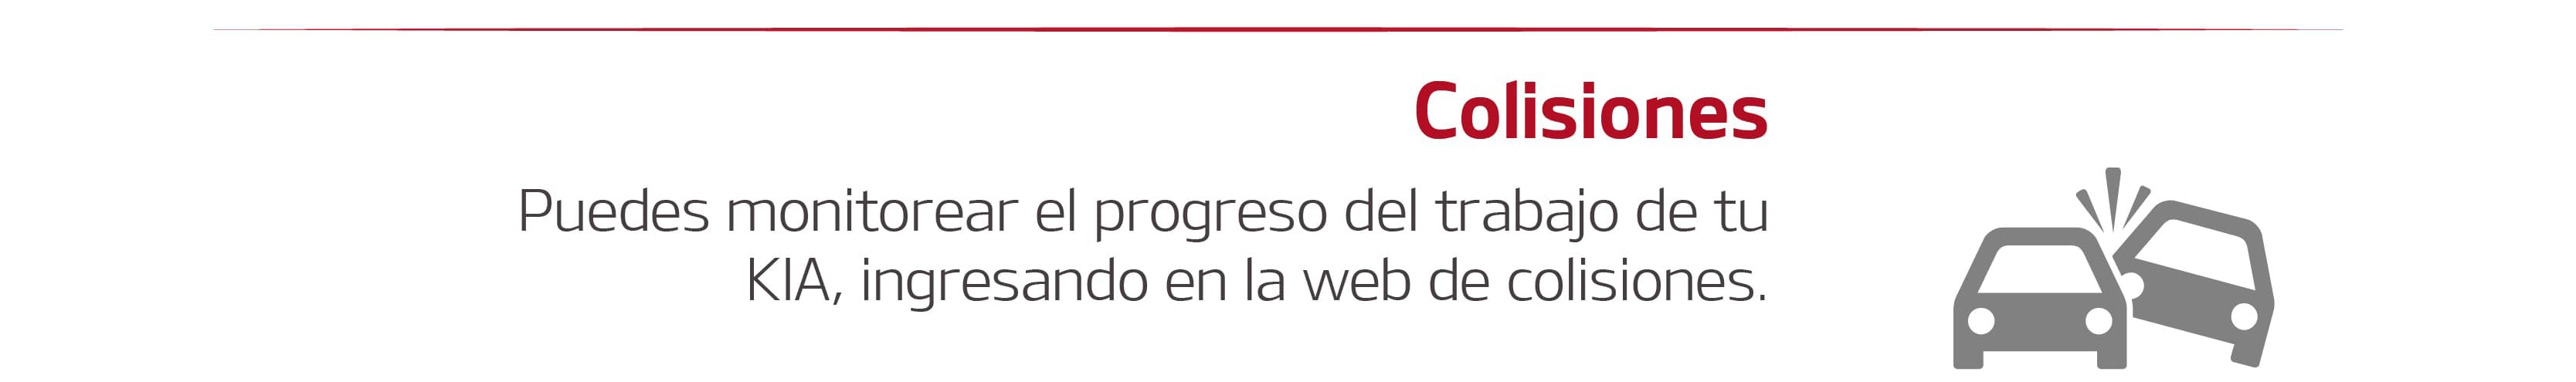 Colisiones
Puedes monitorear el progreso del trabajo de tu
KIA, ingresando en la web de colisiones.